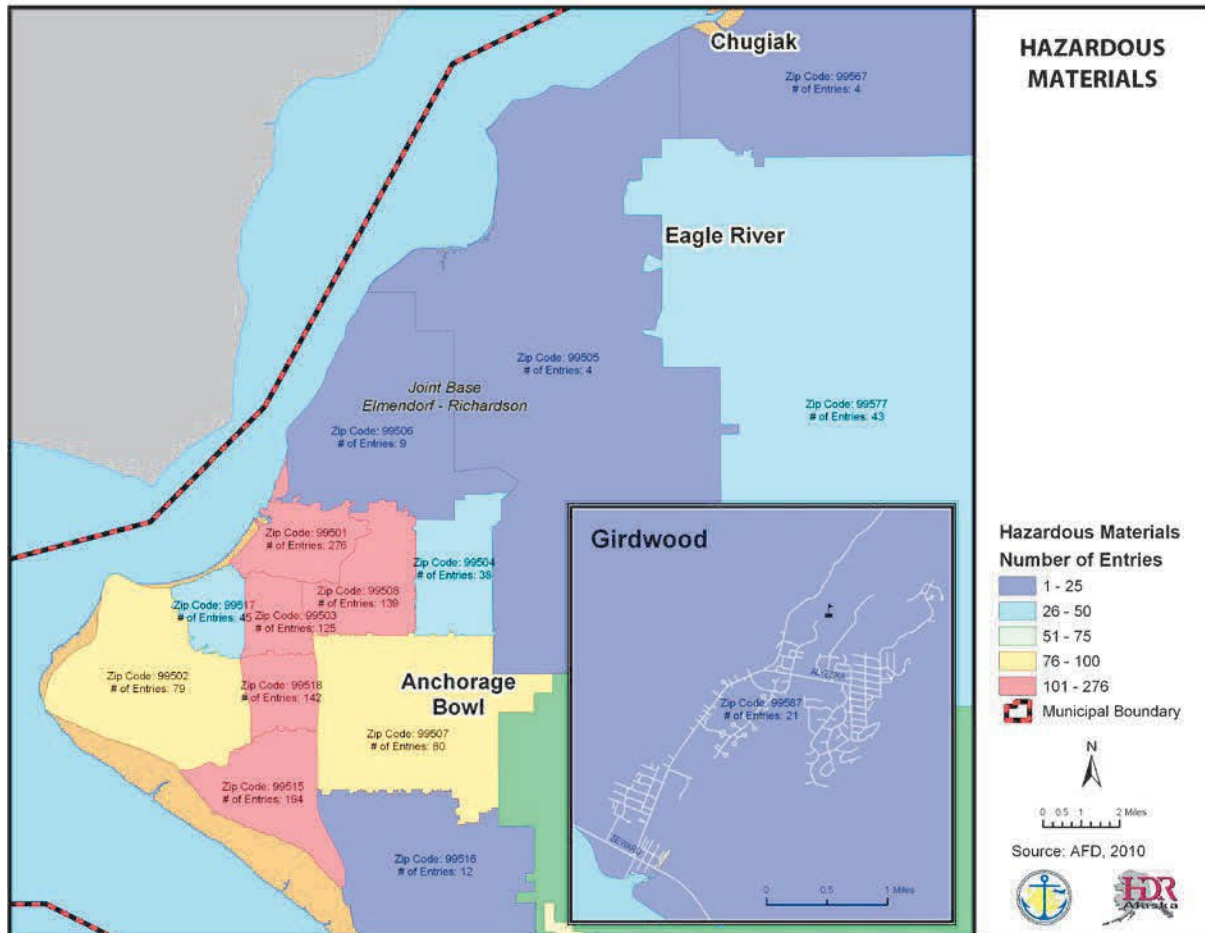 HAZARDOUS
MATERIALS
Chugiak
Zip Code: 99567
# of Entries: 4
Eagle River
Zip Code: 99505
# of Entries: 4
Joint Base
Elmendorf - Richardson
Zip Code: 99577
# of Entries: 43
Zip Code: 99506
# of Entries: 9
Zip Code: 99501
# of Entries: 276
Zip Code: 99504
# of Entries: 38
Zip Code: 99508
# of Entries: 139
Zip Code: 99517
# of Entries: 45
Zip Code: 99503
# of Entries: 125
Zip Code: 99502
# of Entries: 79
Zip Code: 99518
# of Entries: 142
Anchorage
Bowl
Zip Code: 99507
# of Entries: 80
Zip Code: 99515
# of Entries: 194
Zip Code: 99516
# of Entries: 12
Girdwood
ALYESKA
Zip Code: 99587
# of Entries: 21
SEWARD
0 0.5 1 Miles
Hazardous Materials
Number of Entries
1 - 25
26 - 50
51 - 75
76 - 100
101 - 276
Municipal Boundary
N
0 0.5 1 2 Miles
Source: AFD, 2010
HDR
Alaska